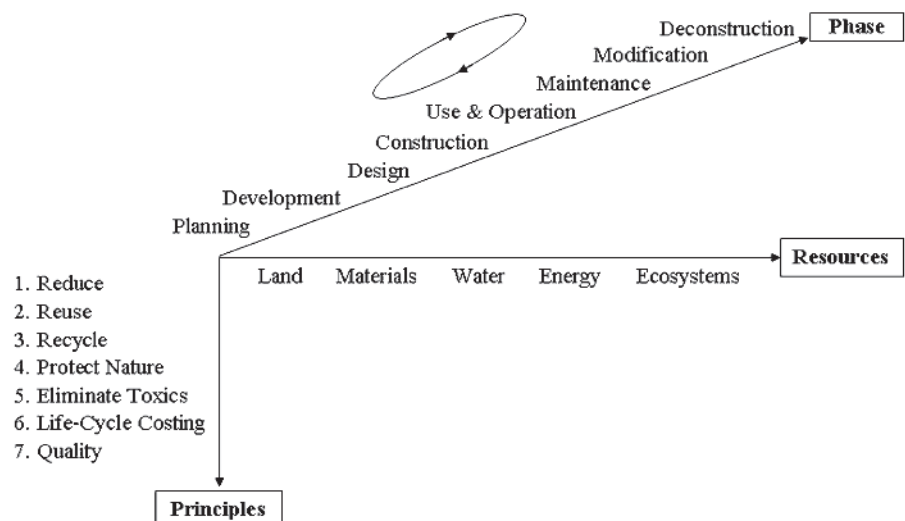 Deconstruction
Phase
Modification
Maintenance
Use & Operation
Construction
Design
Development
Planning
Resources
Land Materials Water Energy Ecosystems
1. Reduce
2. Reuse
3. Recycle
4. Protect Nature
5. Eliminate Toxics
6. Life-Cycle Costing
7. Quality
Principles